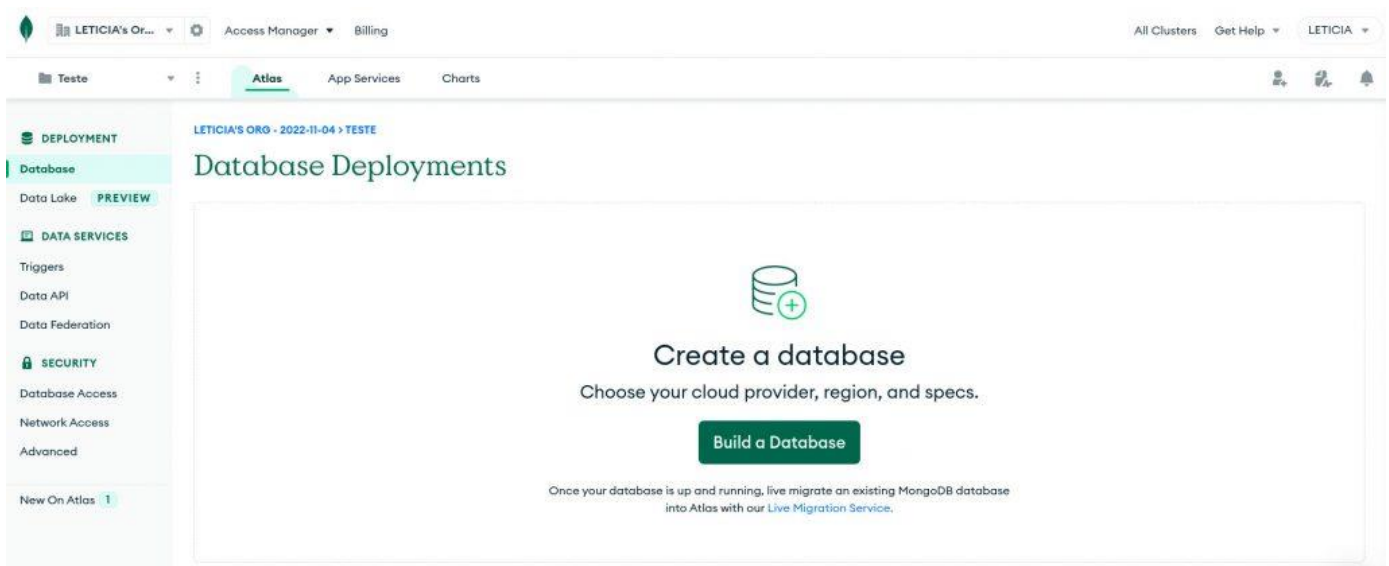 LETICIA's Or... Access Manager Billing All Clusters Get Help LETICIA
Teste Atlas App Services Charts
DEPLOYMENT
Database
Data Lake PREVIEW
DATA SERVICES
Triggers
Data API
Data Federation
SECURITY
Database Access
Network Access
Advanced
New On Atlas 1
LETICIA'S ORG - 2022-11-04 > TESTE
Database Deployments
Create a database
Choose your cloud provider, region, and specs.
Build a Database
Once your database is up and running, live migrate an existing MongoDB database
into Atlas with our Live Migration Service.